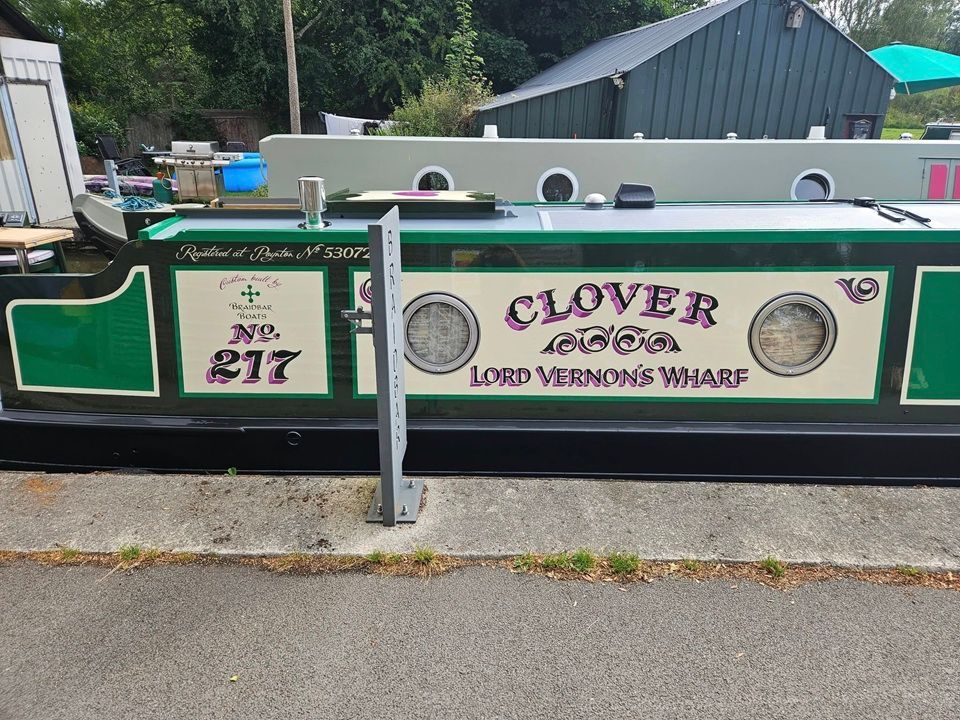 Registered at Poynton Nº 53072
Custom built by
BRAIDBAR
BOATS
No.
217
CLOVER
LORD VERNON'S WHARF